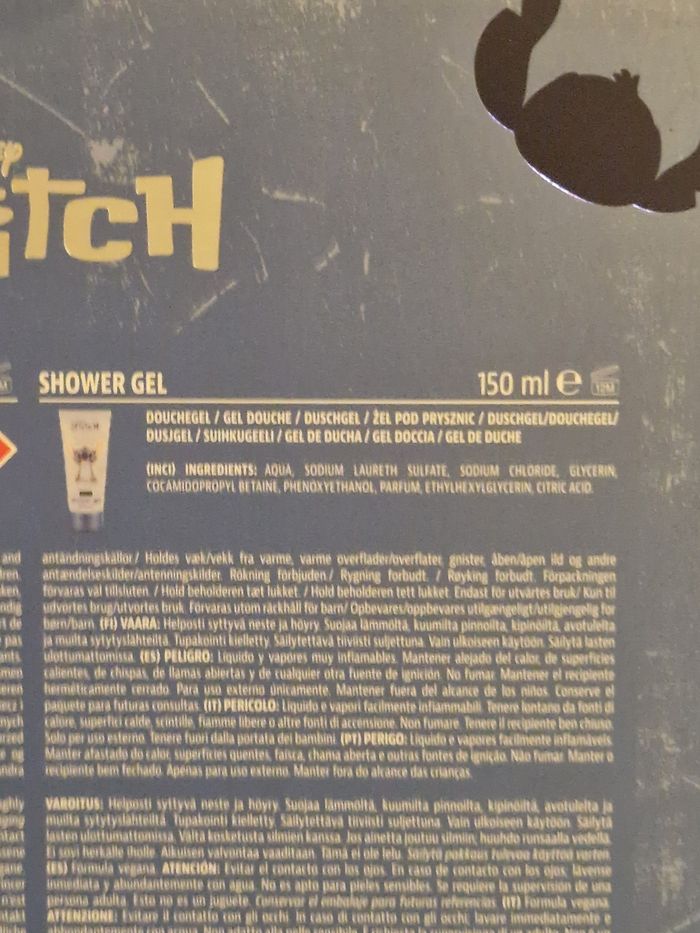 TCH
SHOWER GEL 150 ml e 12M
DOUCHEGEL / GEL DOUCHE / DUSCHGEL / ŻEL POD PRYSZNIC / DUSCHGEL/DOUCHEGEL/
DUSJGEL / SUIHKUGEELI / GEL DE DUCHA / GEL DOCCIA / GEL DE DUCHE
(INCI) INGREDIENTS: AQUA, SODIUM LAURETH SULFATE, SODIUM CHLORIDE, GLYCERIN,
COCAMIDOPROPYL BETAINE, PHENOXYETHANOL, PARFUM, ETHYLHEXYLGLYCERIN, CITRIC ACID.
and
antändningskällor/ Holdes væk/vekk fra varme, varme overflader/overflater, gnister, åben/åpen ild og andre
antændelseskilder/antenningskilder. Rökning förbjuden/ Rygning forbudt. / Røyking forbudt. Förpackningen
förvaras väl tillsluten. / Hold beholderen tæt lukket. / Hold beholderen tett lukket. Endast för utvärtes bruk/ Kun til
udvortes brug/utvortes bruk. Förvaras utom räckhåll för barn/ Opbevares/oppbevares utilgængeligt/utilgjengelig for
børn/barn. (FI) VAARA: Helposti syttyvä neste ja höyry. Suojaa lämmöltä, kuumilta pinnoilta, kipinöiltä, avotulelta
ja muilta sytytyslähteiltä. Tupakointi kielletty. Säilytettävä tiiviisti suljettuna. Vain ulkoiseen käyttöön. Säilytä lasten
ulottumattomissa. (ES) PELIGRO: Líquido y vapores muy inflamables. Mantener alejado del calor, de superficies
calientes, de chispas, de llamas abiertas y de cualquier otra fuente de ignición. No fumar. Mantener el recipiente
herméticamente cerrado. Para uso externo únicamente. Mantener fuera del alcance de los niños. Conserve el
paquete para futuras consultas. (IT) PERICOLO: Liquido e vapori facilmente infiammabili. Tenere lontano da fonti di
calore, superfici calde, scintille, fiamme libere o altre fonti di accensione. Non fumare. Tenere il recipiente ben chiuso.
Solo per uso esterno. Tenere fuori dalla portata dei bambini. (PT) PERIGO: Líquido e vapores facilmente inflamáveis.
Manter afastado do calor, superfícies quentes, faísca, chama aberta e outras fontes de ignição. Não fumar. Manter o
recipiente bem fechado. Apenas para uso externo. Manter fora do alcance das crianças.
VAROITUS: Helposti syttyvä neste ja höyry. Suojaa lämmöltä, kuumilta pinnoilta, kipinöiltä, avotulelta ja
muilta sytytyslähteiltä. Tupakointi kielletty. Säilytettävä tiiviisti suljettuna. Vain ulkoiseen käyttöön. Säilytä
lasten ulottumattomissa. Vältä kosketusta silmien kanssa. Jos ainetta joutuu silmiin, huuhdo runsaalla vedellä.
Ei sovi herkälle iholle. Aikuisen valvontaa vaaditaan. Tämä ei ole lelu. Säilytä pakkaus tulevaa käyttöä varten.
(ES) Fórmula vegana. ATENCIÓN: Evitar el contacto con los ojos. En caso de contacto con los ojos, lavense
inmediata y abundantemente con agua. No es apto para pieles sensibles. Se requiere la supervisión de una
persona adulta. Esto no es un juguete. Conservar el embalaje para futuras referencias. (IT) Formula vegana.
ATTENZIONE: Evitare il contatto con gli occhi. In caso di contatto con gli occhi, lavare immediatamente e
abbondantemente con acqua.